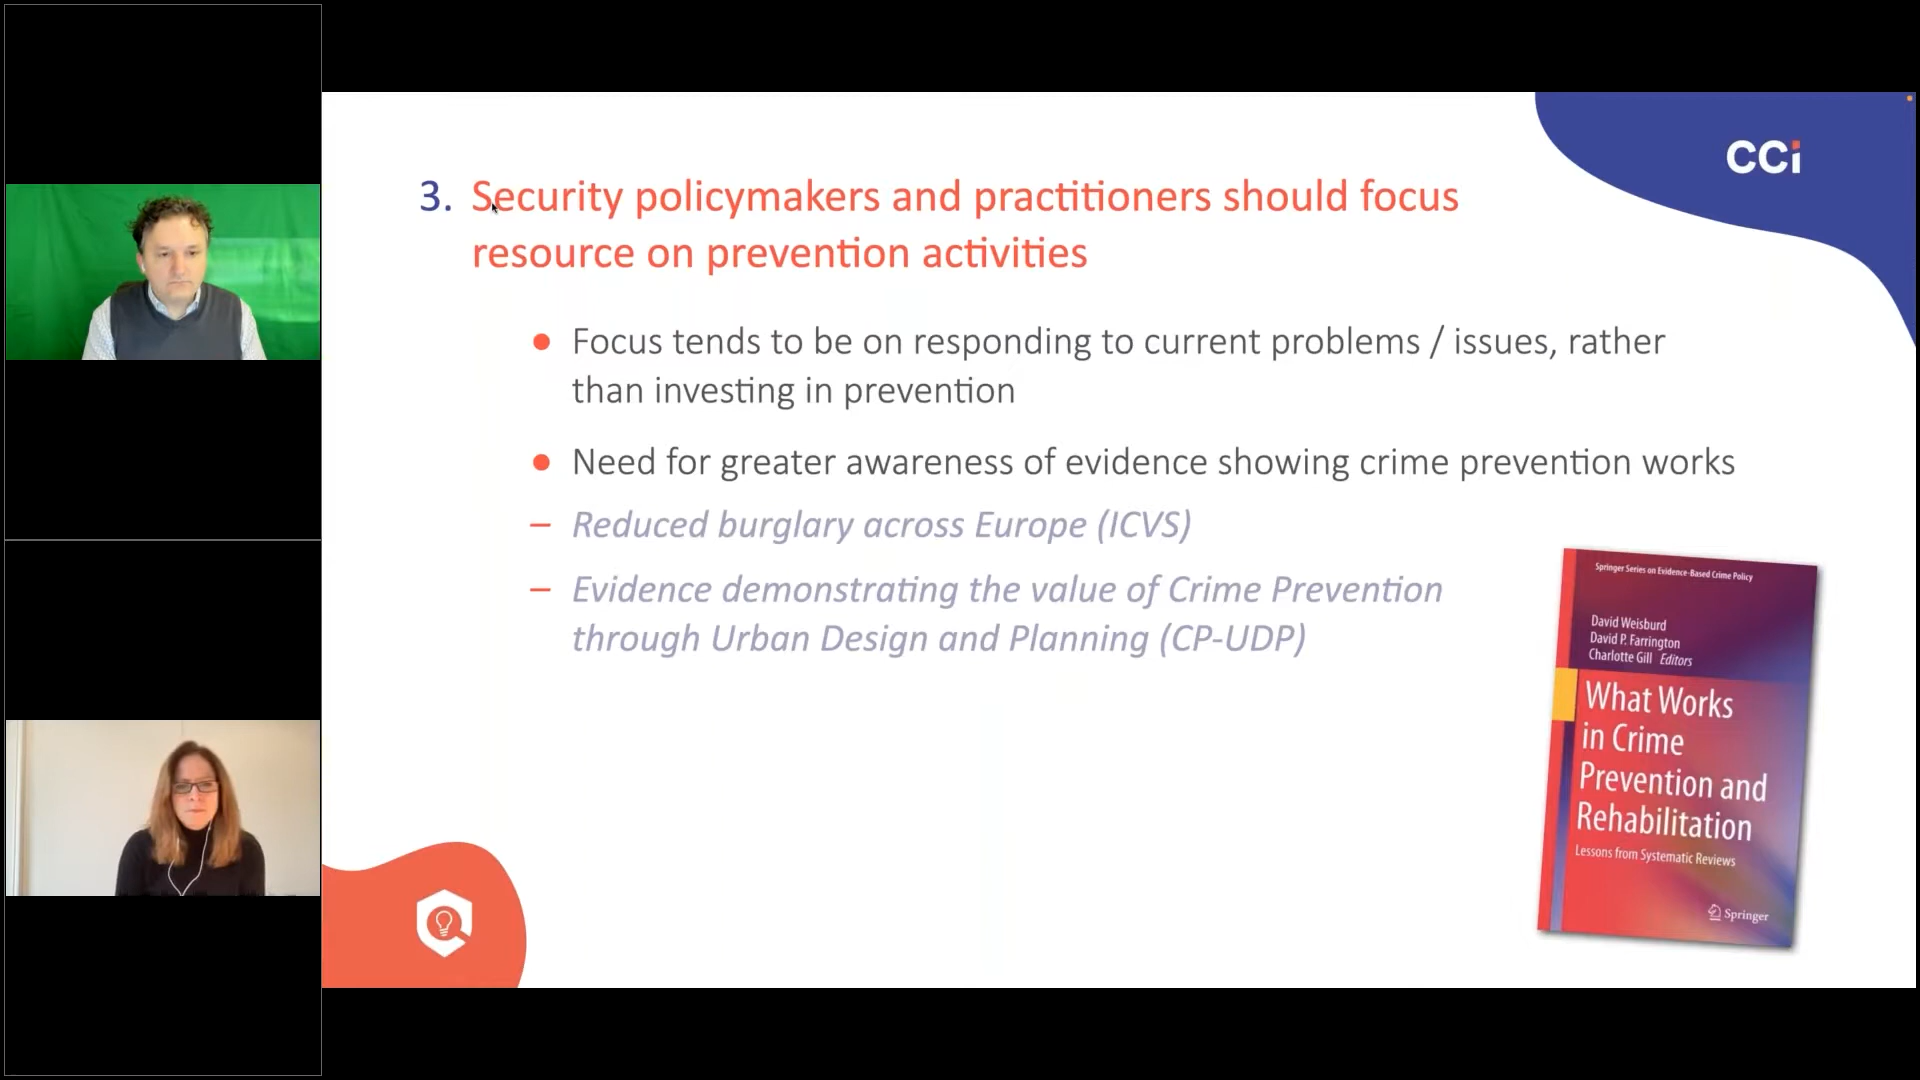 CCi
3. Security policymakers and practitioners should focus
resource on prevention activities
● Focus tends to be on responding to current problems / issues, rather
than investing in prevention
● Need for greater awareness of evidence showing crime prevention works
– Reduced burglary across Europe (ICVS)
– Evidence demonstrating the value of Crime Prevention
through Urban Design and Planning (CP-UDP)
Springer Series on Evidence-Based Crime Policy
David Weisburd
David P. Farrington
Charlotte Gill Editors
What Works
in Crime
Prevention and
Rehabilitation
Lessons from Systematic Reviews
Springer